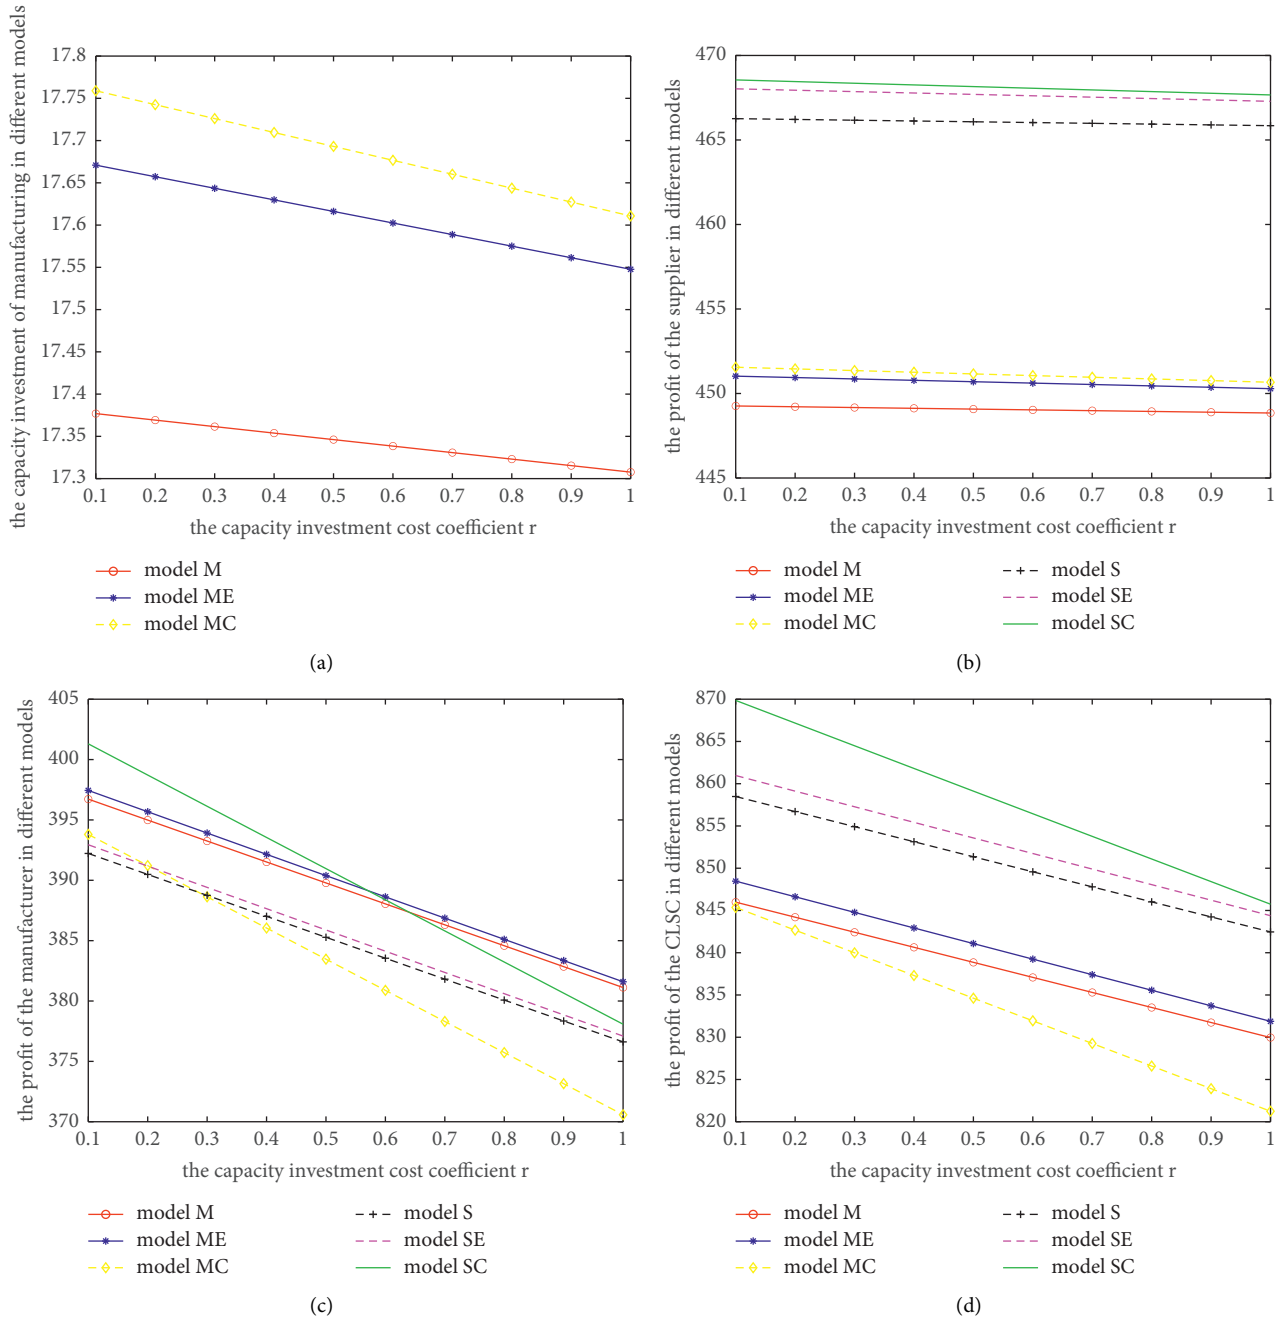 the capacity investment of manufacturing in different models
17.8
17.75
17.7
17.65
17.6
17.55
17.5
17.45
17.4
17.35
17.3
0.1 0.2 0.3 0.4 0.5 0.6 0.7 0.8 0.9 1
the capacity investment cost coefficient r
model M
model ME
model MC
(a)
the profit of the supplier in different models
470
465
460
455
450
445
0.1 0.2 0.3 0.4 0.5 0.6 0.7 0.8 0.9 1
the capacity investment cost coefficient r
model M
model ME
model MC
model S
model SE
model SC
(b)
the profit of the manufacturer in different models
405
400
395
390
385
380
375
370
0.1 0.2 0.3 0.4 0.5 0.6 0.7 0.8 0.9 1
the capacity investment cost coefficient r
model M
model ME
model MC
model S
model SE
model SC
(c)
the profit of the CLSC in different models
870
865
860
855
850
845
840
835
830
825
820
0.1 0.2 0.3 0.4 0.5 0.6 0.7 0.8 0.9 1
the capacity investment cost coefficient r
model M
model ME
model MC
model S
model SE
model SC
(d)